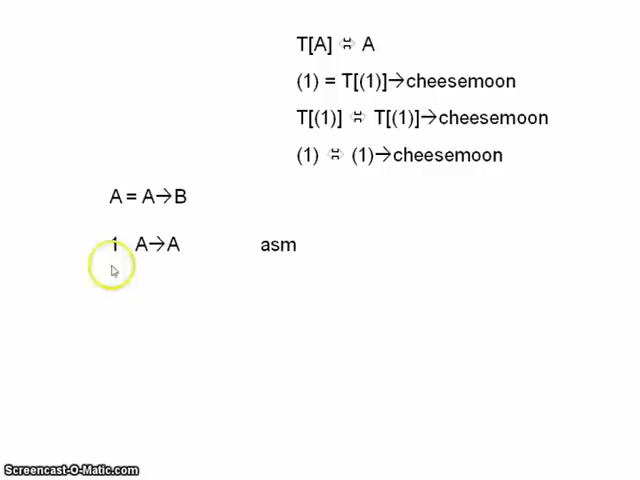 T[A] ⇔ A
(1) = T[(1)]→cheesemoon
T[(1)] ⇔ T[(1)]→cheesemoon
(1) ⇔ (1)→cheesemoon
A = A→B
1 A→A asm
Screencast-O-Matic.com